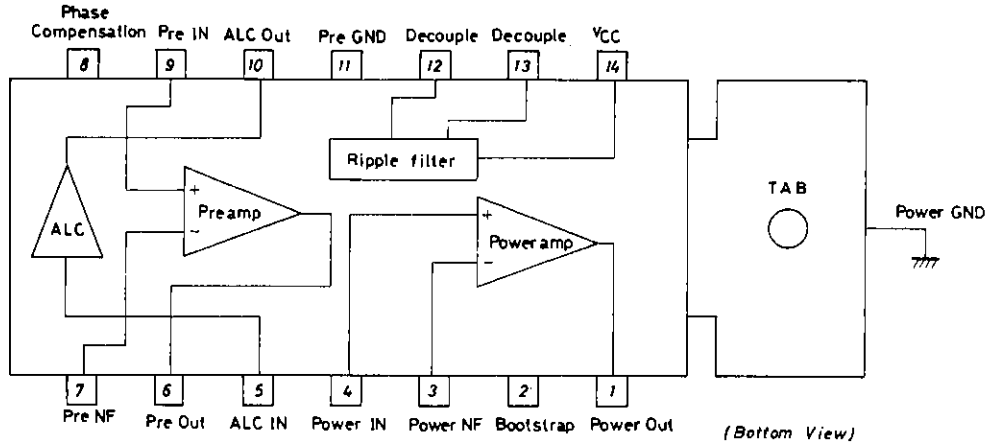 Phase
Compensation Pre IN ALC Out Pre GND Decouple Decouple VCC
8 9 10 11 12 13 14
Ripple filter
+
Preamp
−
ALC
+
Power amp
−
TAB
Power GND
7 6 5 4 3 2 1
Pre NF Pre Out ALC IN Power IN Power NF Bootstrap Power Out
(Bottom View)